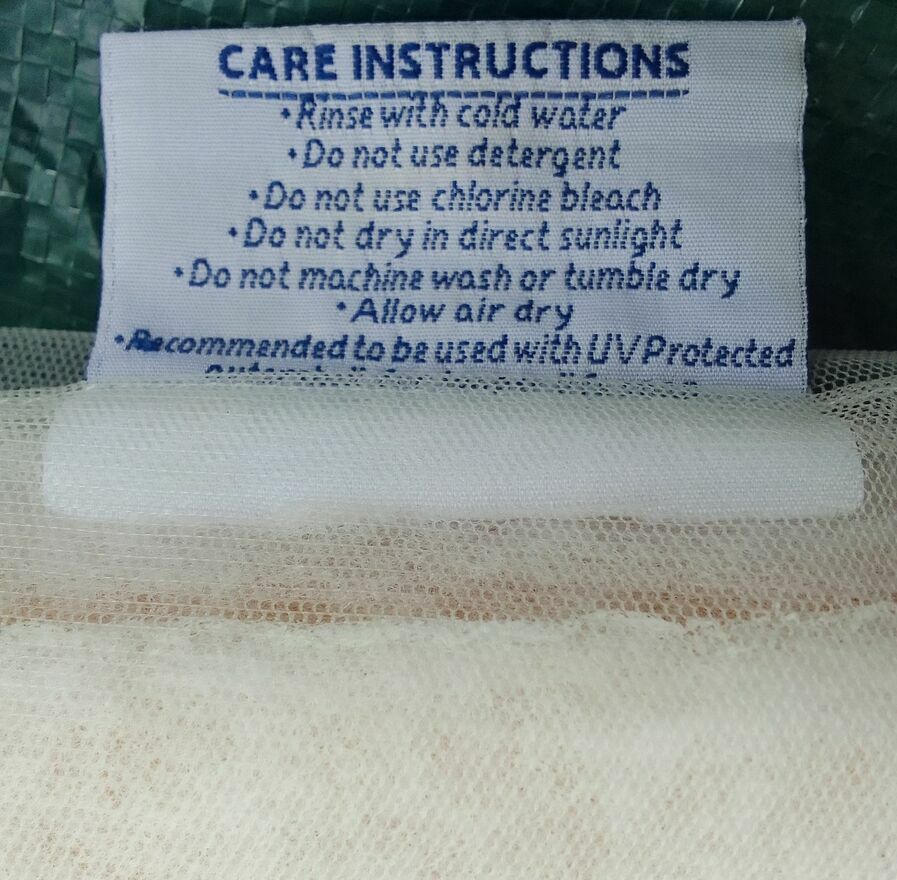 CARE INSTRUCTIONS
•Rinse with cold water
•Do not use detergent
•Do not use chlorine bleach
•Do not dry in direct sunlight
•Do not machine wash or tumble dry
•Allow air dry
•Recommended to be used with UV Protected